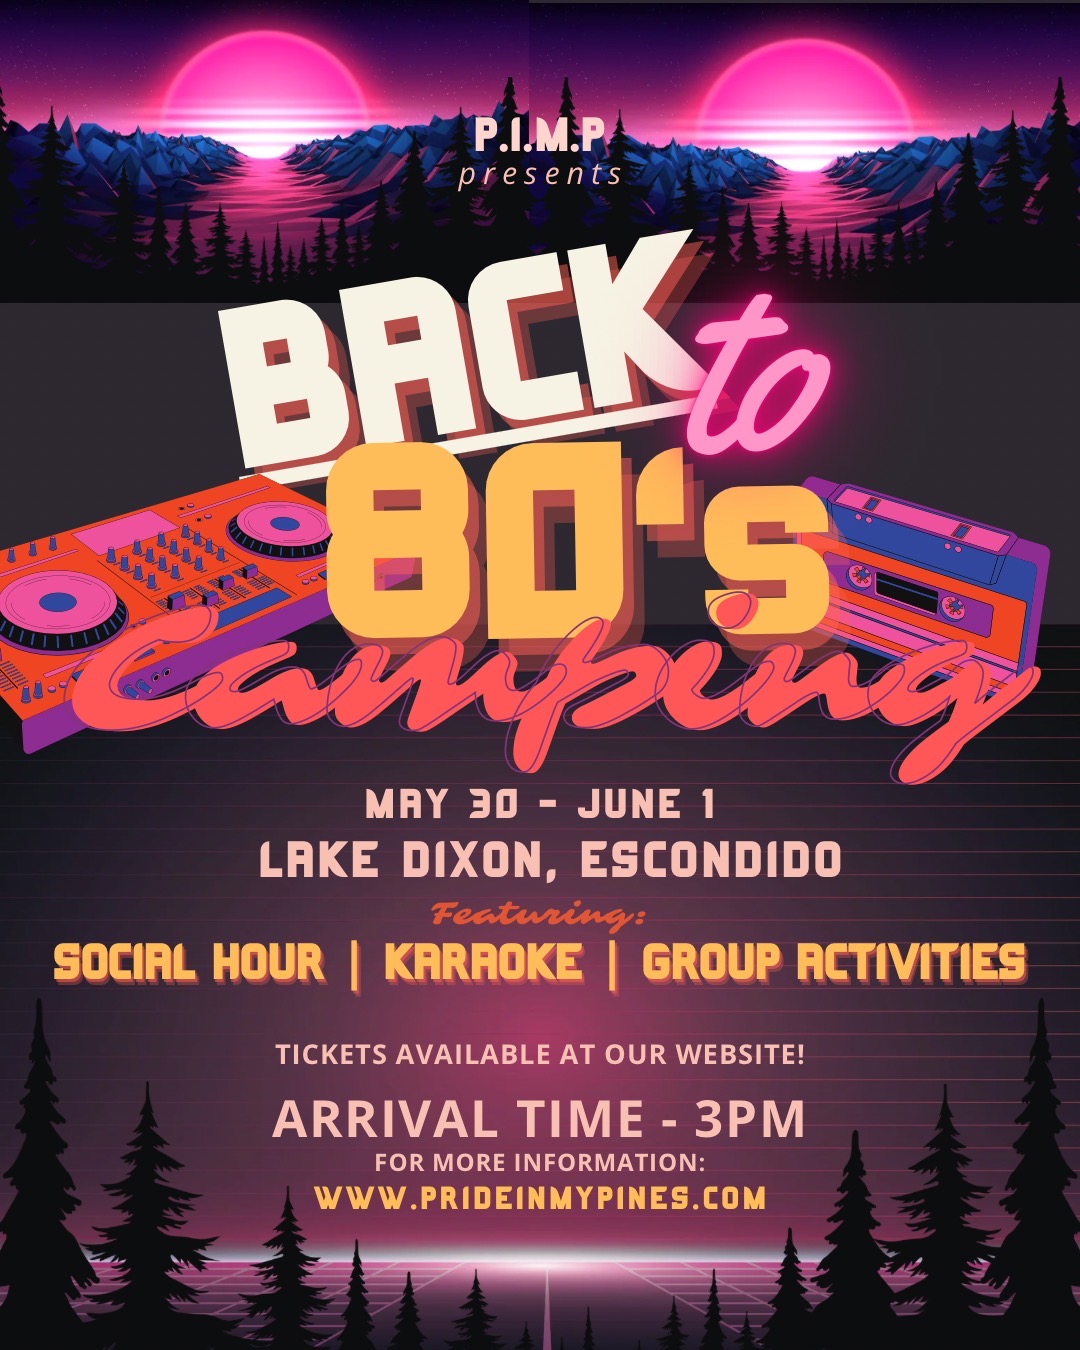 P.I.M.P
presents
BACK to
80's
Camping
MAY 30 - JUNE 1
LAKE DIXON, ESCONDIDO
Featuring:
SOCIAL HOUR | KARAOKE | GROUP ACTIVITIES
TICKETS AVAILABLE AT OUR WEBSITE!
ARRIVAL TIME - 3PM
FOR MORE INFORMATION:
WWW.PRIDEINMYPINES.COM